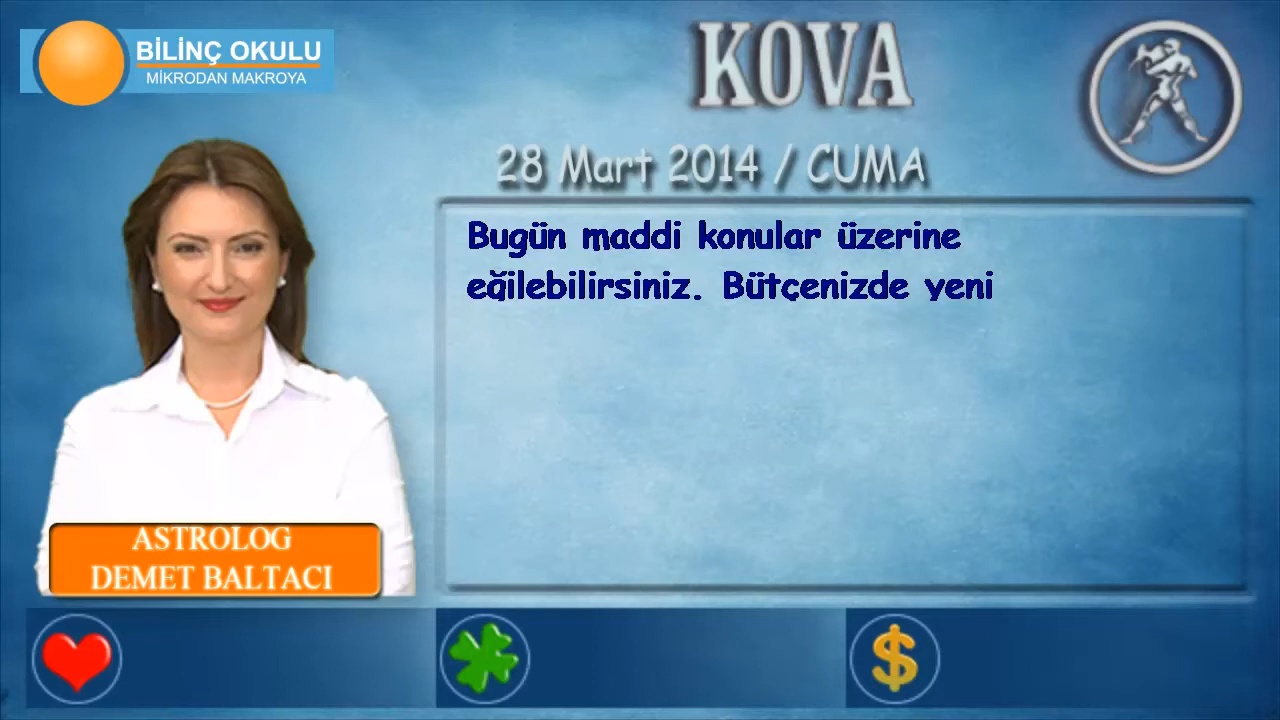 BİLİNÇ OKULU
MİKRODAN MAKROYA
KOVA
28 Mart 2014 / CUMA
Bugün maddi konular üzerine
eğilebilirsiniz. Bütçenizde yeni
ASTROLOG
DEMET BALTACI